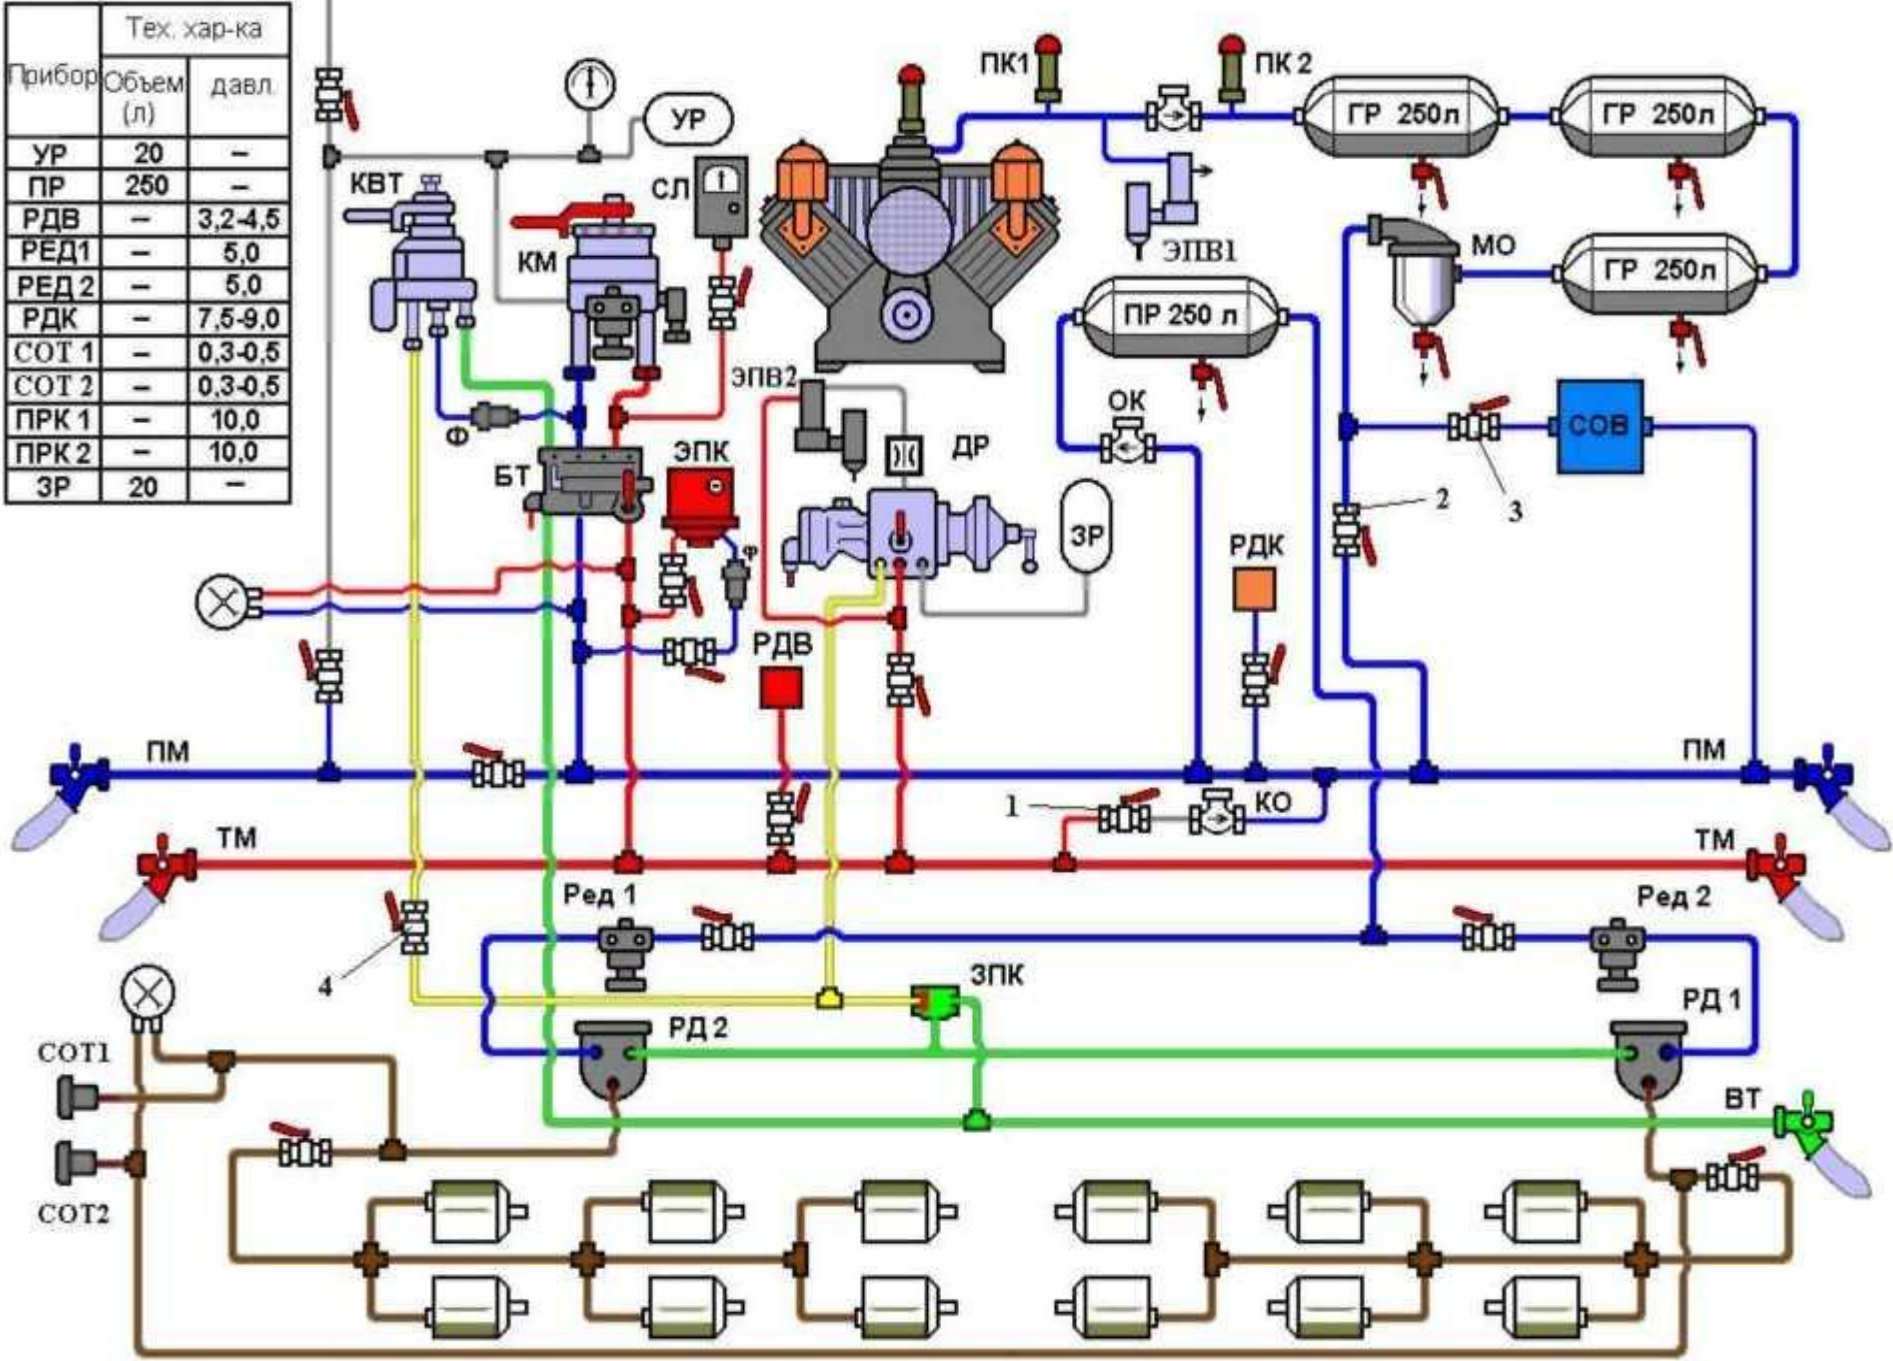 Тех. хар-ка
Прибор Объем (л) давл.
УР 20 –
ПР 250 –
РДВ – 3,2-4,5
РЕД1 – 5,0
РЕД 2 – 5,0
РДК – 7,5-9,0
СОТ 1 – 0,3-0,5
СОТ 2 – 0,3-0,5
ПРК 1 – 10,0
ПРК 2 – 10,0
ЗР 20 –
ПК1
ПК 2
УР
ГР 250л
ГР 250л
КВТ
СЛ
КМ
ЭПВ1
МО
ГР 250л
ПР 250 л
ЭПВ2
ОК
СОВ
Ф
БТ
ЭПК
ДР
2
3
ЗР
Ф
РДК
РДВ
ПМ
ПМ
1
КО
ТМ
ТМ
Ред 1
Ред 2
4
ЗПК
РД 2
РД 1
СОТ1
ВТ
СОТ2